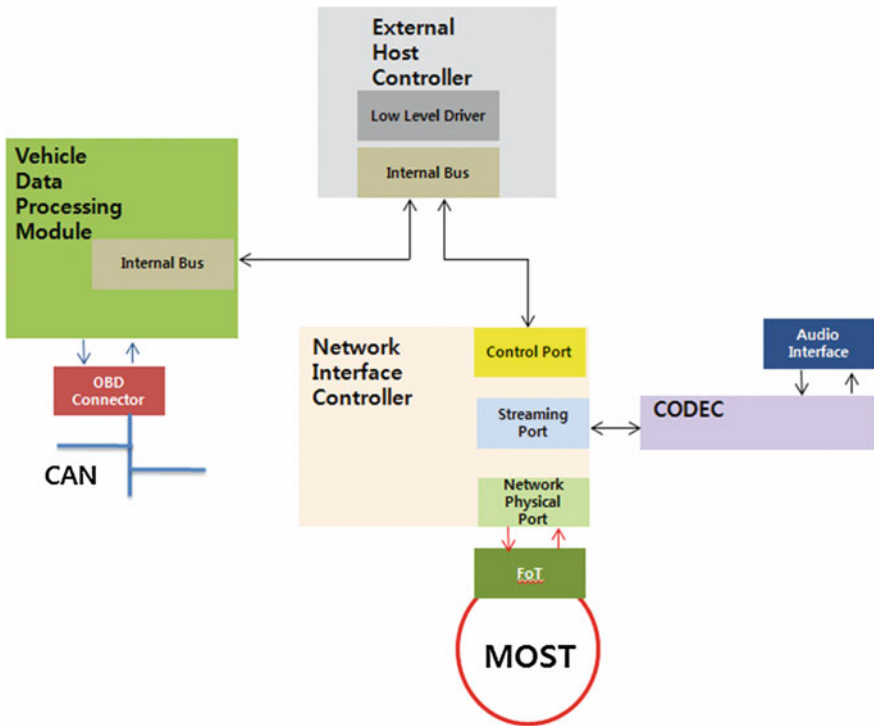 External
Host
Controller
Low Level Driver
Internal Bus
Vehicle
Data
Processing
Module
Internal Bus
OBD
Connector
CAN
Network
Interface
Controller
Control Port
Streaming
Port
Network
Physical
Port
FoT
MOST
Audio
Interface
CODEC